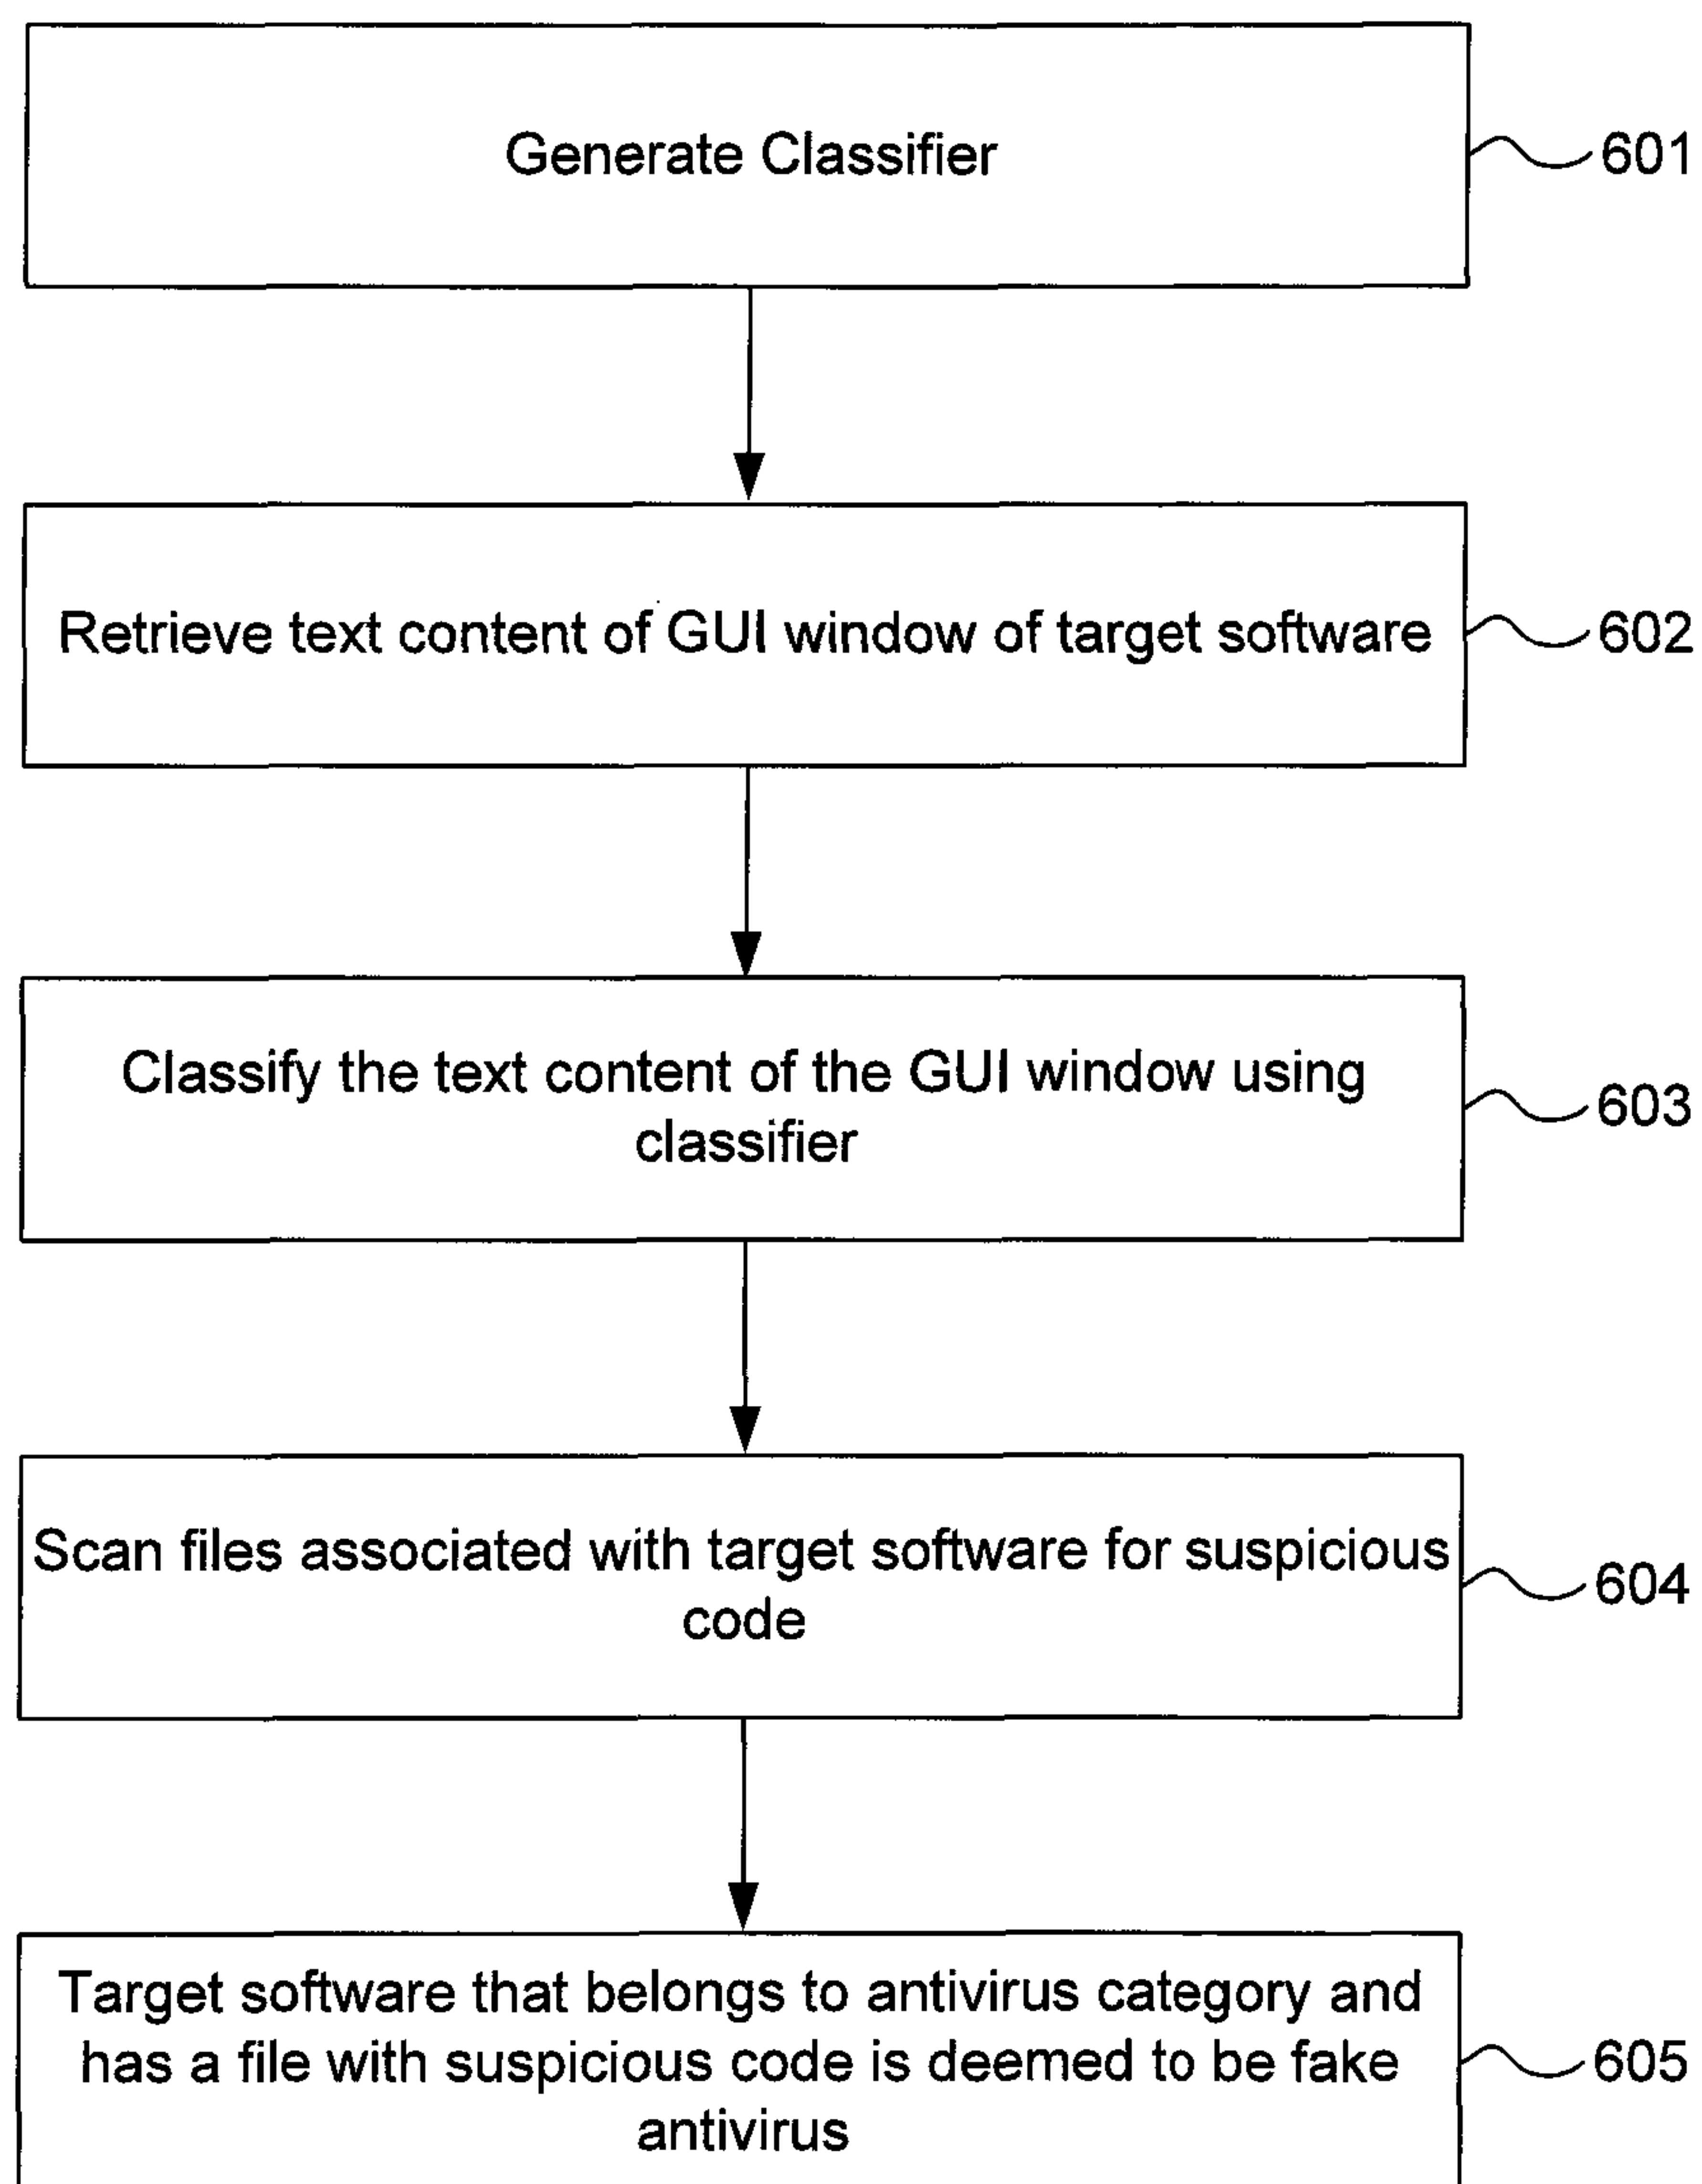 Generate Classifier
601
Retrieve text content of GUI window of target software
602
Classify the text content of the GUI window using
classifier
603
Scan files associated with target software for suspicious
code
604
Target software that belongs to antivirus category and
has a file with suspicious code is deemed to be fake
antivirus
605